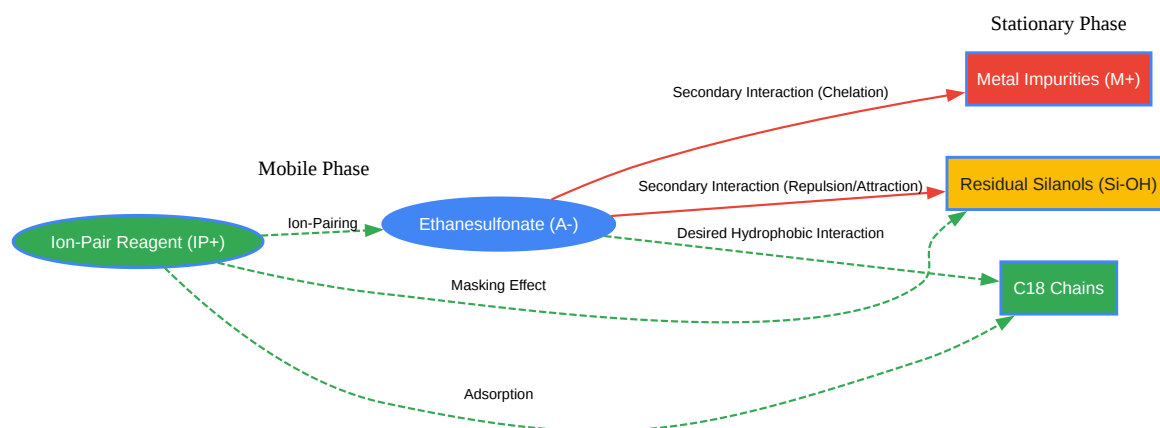 Stationary Phase
Metal Impurities (M+)
Secondary Interaction (Chelation)
Mobile Phase
Secondary Interaction (Repulsion/Attraction)
Residual Silanols (Si-OH)
Ion-Pairing
Ethanesulfonate (A-)
Desired Hydrophobic Interaction
Ion-Pair Reagent (IP+)
Masking Effect
C18 Chains
Adsorption